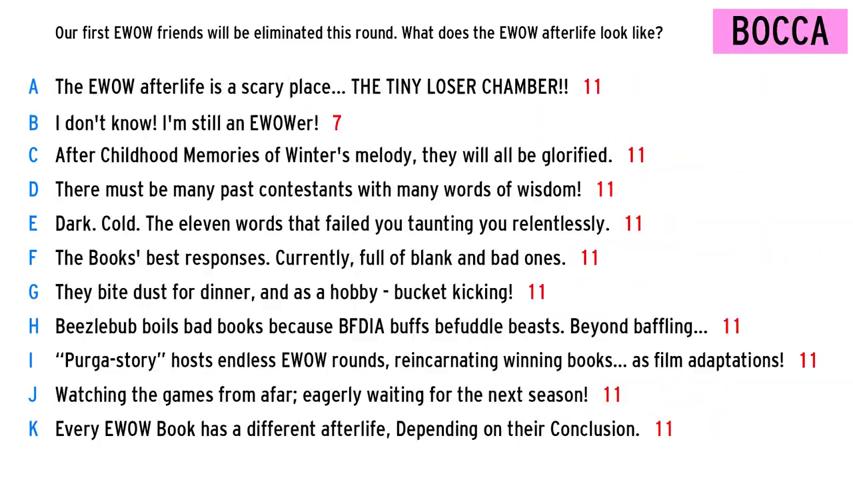 Our first EWOW friends will be eliminated this round. What does the EWOW afterlife look like?
BOCCA
A The EWOW afterlife is a scary place... THE TINY LOSER CHAMBER!! 11
B I don't know! I'm still an EWOWer! 7
C After Childhood Memories of Winter's melody, they will all be glorified. 11
D There must be many past contestants with many words of wisdom! 11
E Dark. Cold. The eleven words that failed you taunting you relentlessly. 11
F The Books' best responses. Currently, full of blank and bad ones. 11
G They bite dust for dinner, and as a hobby - bucket kicking! 11
H Beezlebub boils bad books because BFDIA buffs befuddle beasts. Beyond baffling... 11
I “Purga-story” hosts endless EWOW rounds, reincarnating winning books... as film adaptations! 11
J Watching the games from afar; eagerly waiting for the next season! 11
K Every EWOW Book has a different afterlife, Depending on their Conclusion. 11